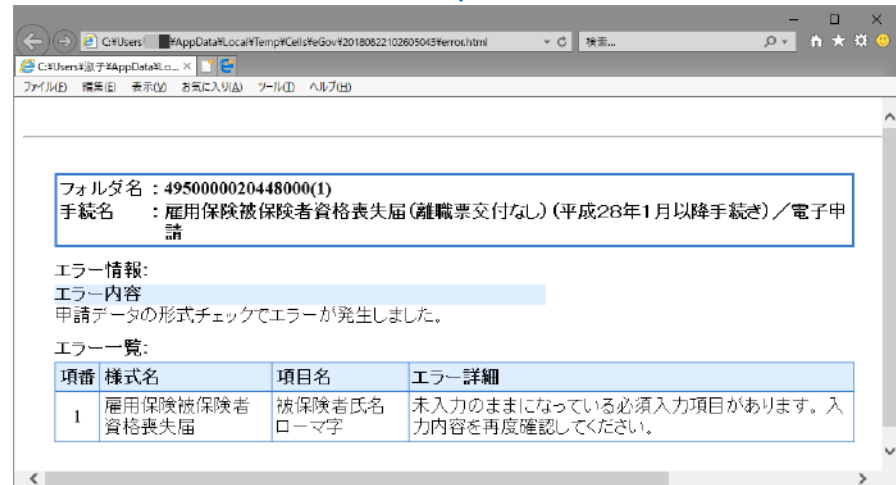 C:¥Users¥ ¥AppData¥Local¥Temp¥Cells¥eGov¥20180822102605043¥error.html
検索...
C:¥Users¥淑子¥AppData¥Lo...
ファイル(F) 編集(E) 表示(V) お気に入り(A) ツール(T) ヘルプ(H)
フォルダ名 : 4950000020448000(1)
手続名 : 雇用保険被保険者資格喪失届(離職票交付なし)(平成28年1月以降手続き)/電子申
請
エラー情報:
エラー内容
申請データの形式チェックでエラーが発生しました。
エラー一覧:
項番 様式名 項目名 エラー詳細
1 雇用保険被保険者 被保険者氏名 未入力のままになっている必須入力項目があります。入
資格喪失届 ローマ字 力内容を再度確認してください。